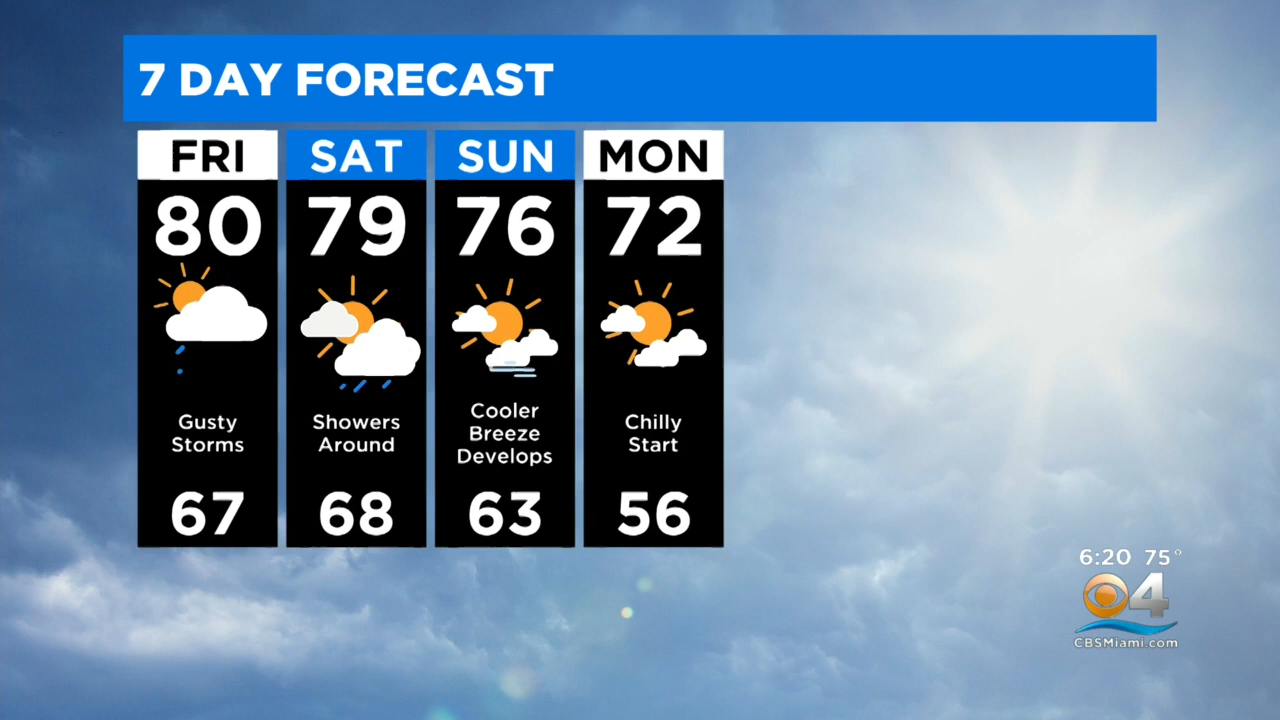 7 DAY FORECAST
FRI
80
Gusty
Storms
67
SAT
79
Showers
Around
68
SUN
76
Cooler
Breeze
Develops
63
MON
72
Chilly
Start
56
6:20 75°
4
CBSMiami.com